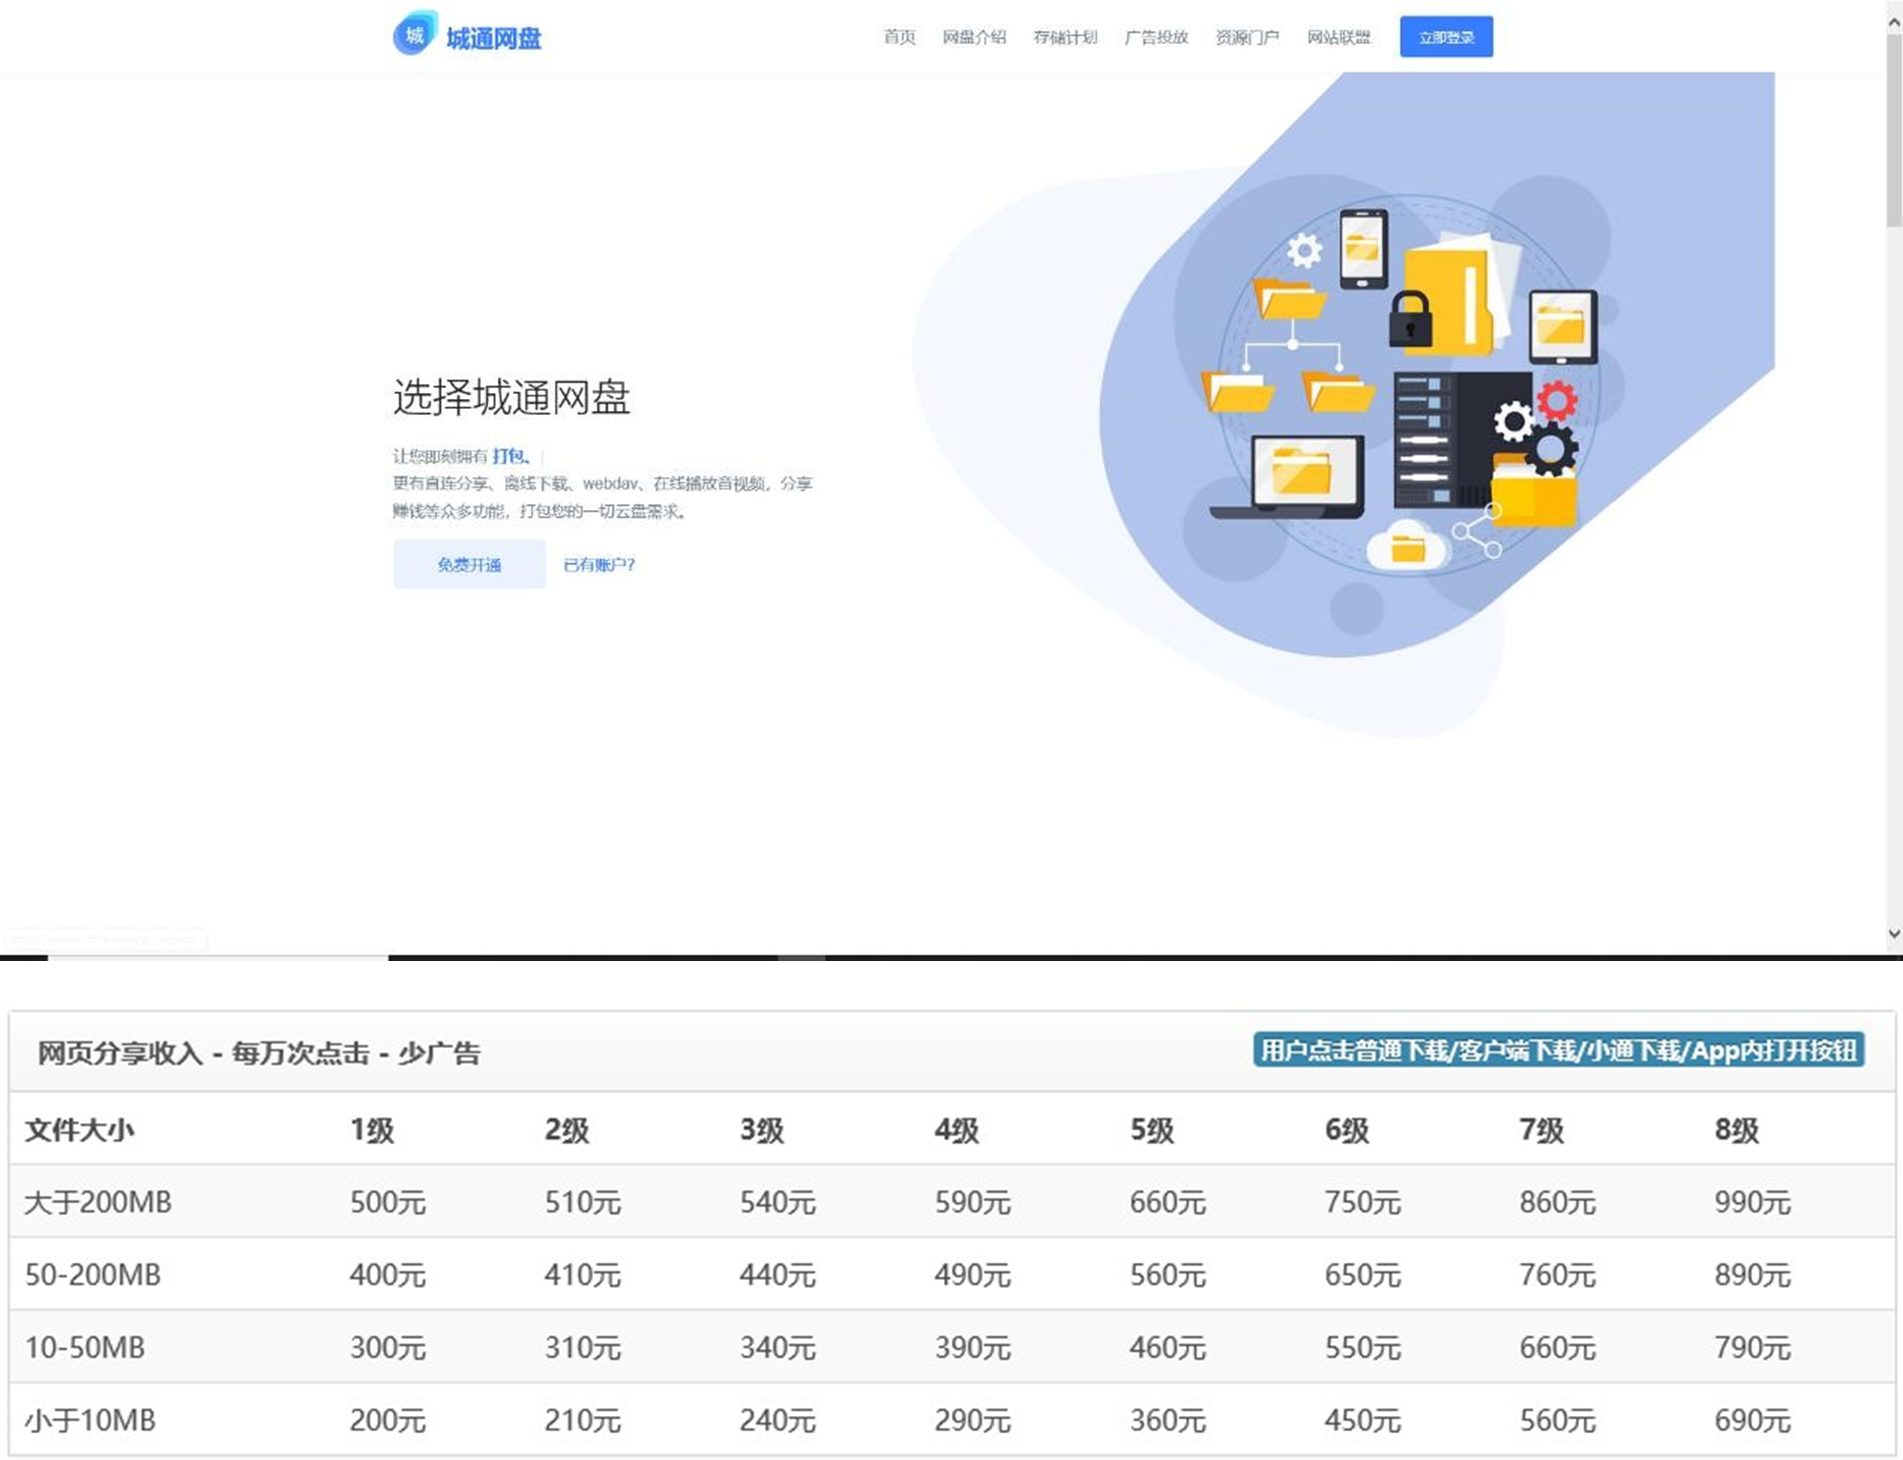 城 城通网盘
首页 网盘介绍 存储计划 广告投放 资源门户 网站联盟 立即登录
选择城通网盘
让您即刻拥有 打包、
更有直连分享、离线下载、webdav、在线播放音视频，分享
赚钱等众多功能，打包您的一切云盘需求。
免费开通 已有账户?
网页分享收入 - 每万次点击 - 少广告 用户点击普通下载/客户端下载/小通下载/App内打开按钮
文件大小 1级 2级 3级 4级 5级 6级 7级 8级
大于200MB 500元 510元 540元 590元 660元 750元 860元 990元
50-200MB 400元 410元 440元 490元 560元 650元 760元 890元
10-50MB 300元 310元 340元 390元 460元 550元 660元 790元
小于10MB 200元 210元 240元 290元 360元 450元 560元 690元